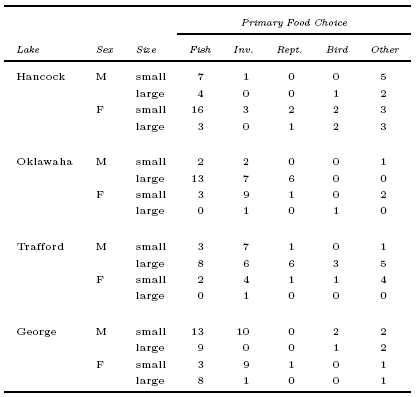 Primary Food Choice
Lake Sex Size Fish Inv. Rept. Bird Other
Hancock M small 7 1 0 0 5
large 4 0 0 1 2
F small 16 3 2 2 3
large 3 0 1 2 3
Oklawaha M small 2 2 0 0 1
large 13 7 6 0 0
F small 3 9 1 0 2
large 0 1 0 1 0
Trafford M small 3 7 1 0 1
large 8 6 6 3 5
F small 2 4 1 1 4
large 0 1 0 0 0
George M small 13 10 0 2 2
large 9 0 0 1 2
F small 3 9 1 0 1
large 8 1 0 0 1